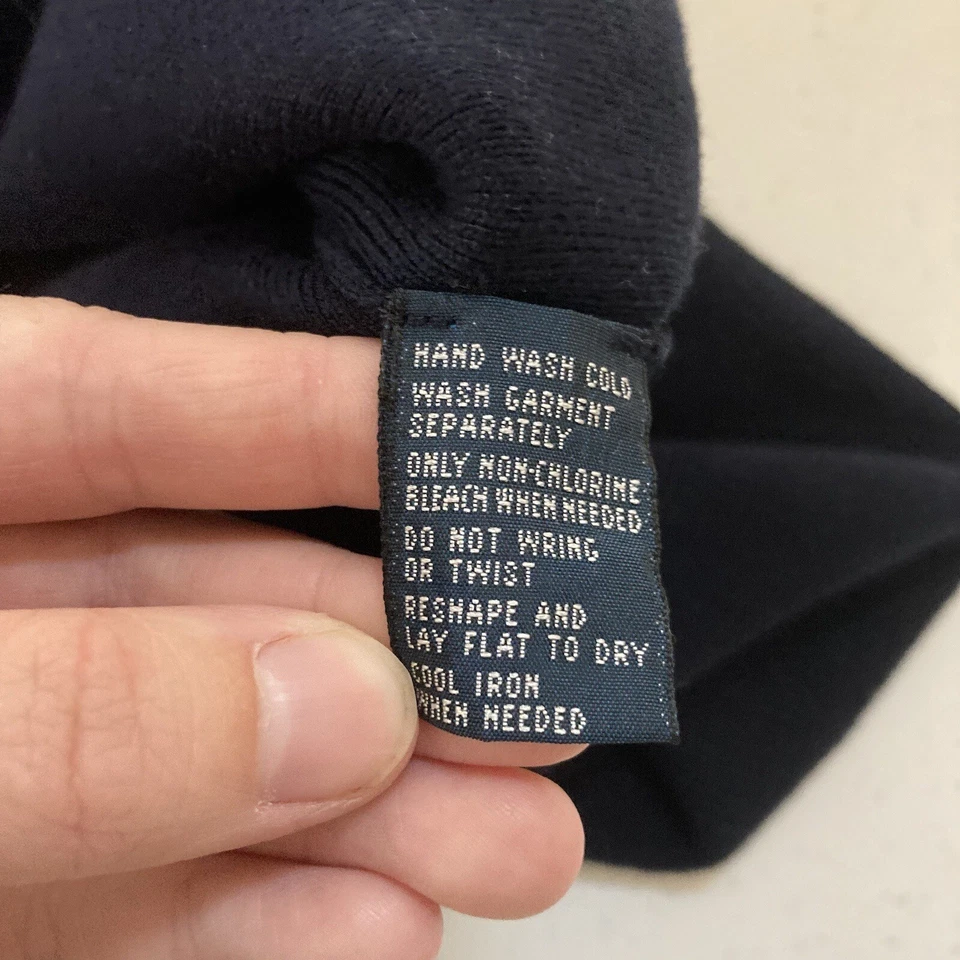 HAND WASH COLD
WASH GARMENT
SEPARATELY
ONLY NON-CHLORINE
BLEACH WHEN NEEDED
DO NOT WRING
OR TWIST
RESHAPE AND
LAY FLAT TO DRY
COOL IRON
WHEN NEEDED